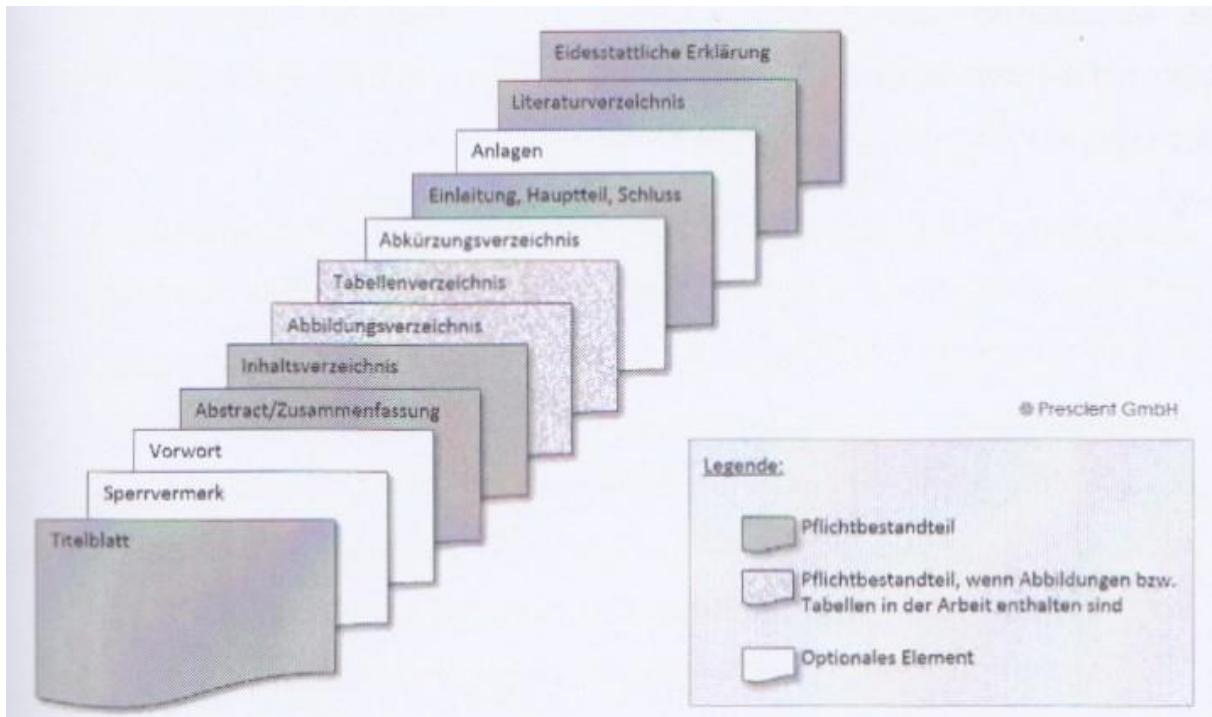 Eidesstattliche Erklärung
Literaturverzeichnis
Anlagen
Einleitung, Hauptteil, Schluss
Abkürzungsverzeichnis
Tabellenverzeichnis
Abbildungsverzeichnis
Inhaltsverzeichnis
Abstract/Zusammenfassung
Vorwort
Sperrvermerk
Titelblatt
© Prescient GmbH
Legende:
Pflichtbestandteil
Pflichtbestandteil, wenn Abbildungen bzw.
Tabellen in der Arbeit enthalten sind
Optionales Element